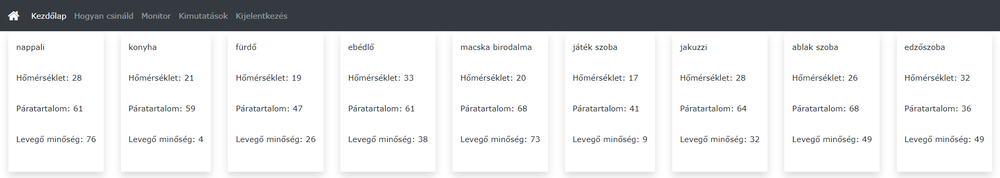 Kezdőlap Hogyan csináld Monitor Kimutatások Kijelentkezés
nappali
Hőmérséklet: 28
Páratartalom: 61
Levegő minőség: 76
konyha
Hőmérséklet: 21
Páratartalom: 59
Levegő minőség: 4
fürdő
Hőmérséklet: 19
Páratartalom: 47
Levegő minőség: 26
ebédlő
Hőmérséklet: 33
Páratartalom: 61
Levegő minőség: 38
macska birodalma
Hőmérséklet: 20
Páratartalom: 68
Levegő minőség: 73
játék szoba
Hőmérséklet: 17
Páratartalom: 41
Levegő minőség: 9
jakuzzi
Hőmérséklet: 28
Páratartalom: 64
Levegő minőség: 32
ablak szoba
Hőmérséklet: 26
Páratartalom: 68
Levegő minőség: 49
edzőszoba
Hőmérséklet: 32
Páratartalom: 36
Levegő minőség: 49